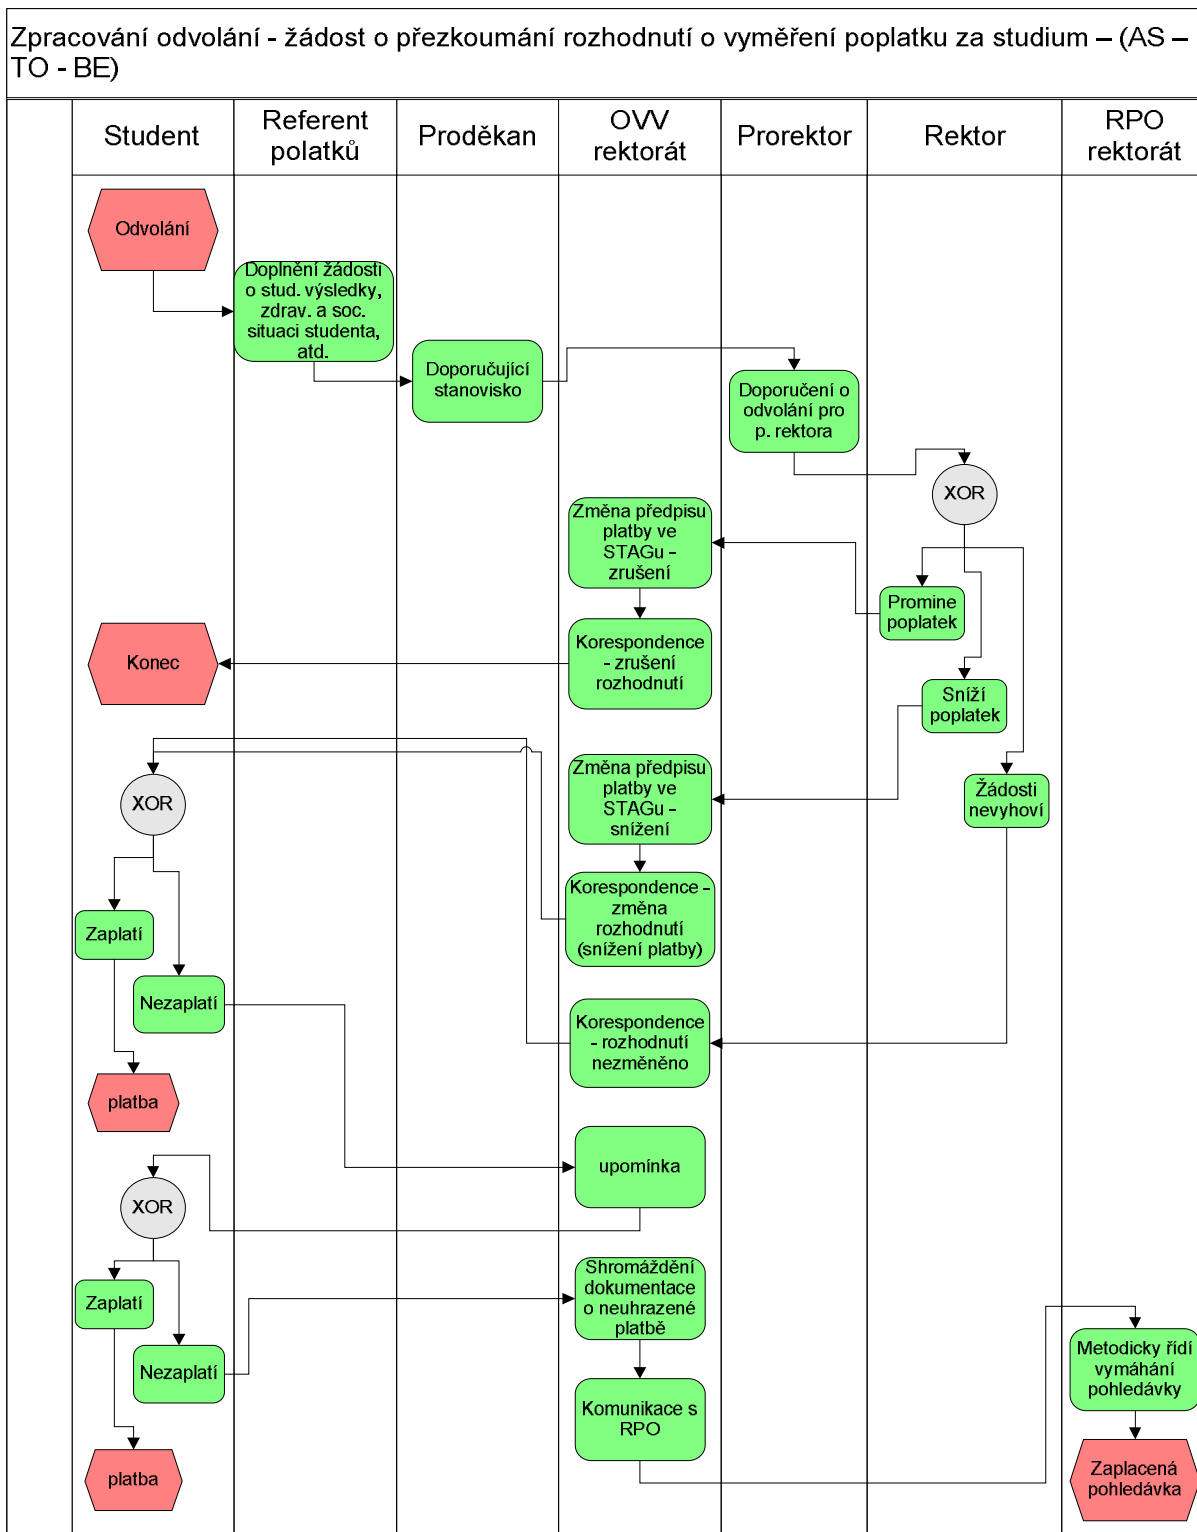 Zpracování odvolání - žádost o přezkoumání rozhodnutí o vyměření poplatku za studium – (AS –
TO - BE)
Student
Referent
polatků
Proděkan
OVV
rektorát
Prorektor
Rektor
RPO
rektorát
Odvolání
Doplnění žádosti
o stud. výsledky,
zdrav. a soc.
situaci studenta,
atd.
Doporučující
stanovisko
Doporučení o
odvolání pro
p. rektora
XOR
Změna předpisu
platby ve
STAGu –
zrušení
Promine
poplatek
Korespondence
- zrušení
rozhodnutí
Konec
Sníží
poplatek
Změna předpisu
platby ve
STAGu –
snížení
Žádosti
nevyhoví
XOR
Korespondence –
změna
rozhodnutí
(snížení platby)
Zaplatí
Nezaplatí
Korespondence
- rozhodnutí
nezměněno
platba
upomínka
XOR
Shromáždění
dokumentace
o neuhrazené
platbě
Zaplatí
Nezaplatí
Metodicky řídí
vymáhání
pohledávky
Komunikace s
RPO
platba
Zaplacená
pohledávka